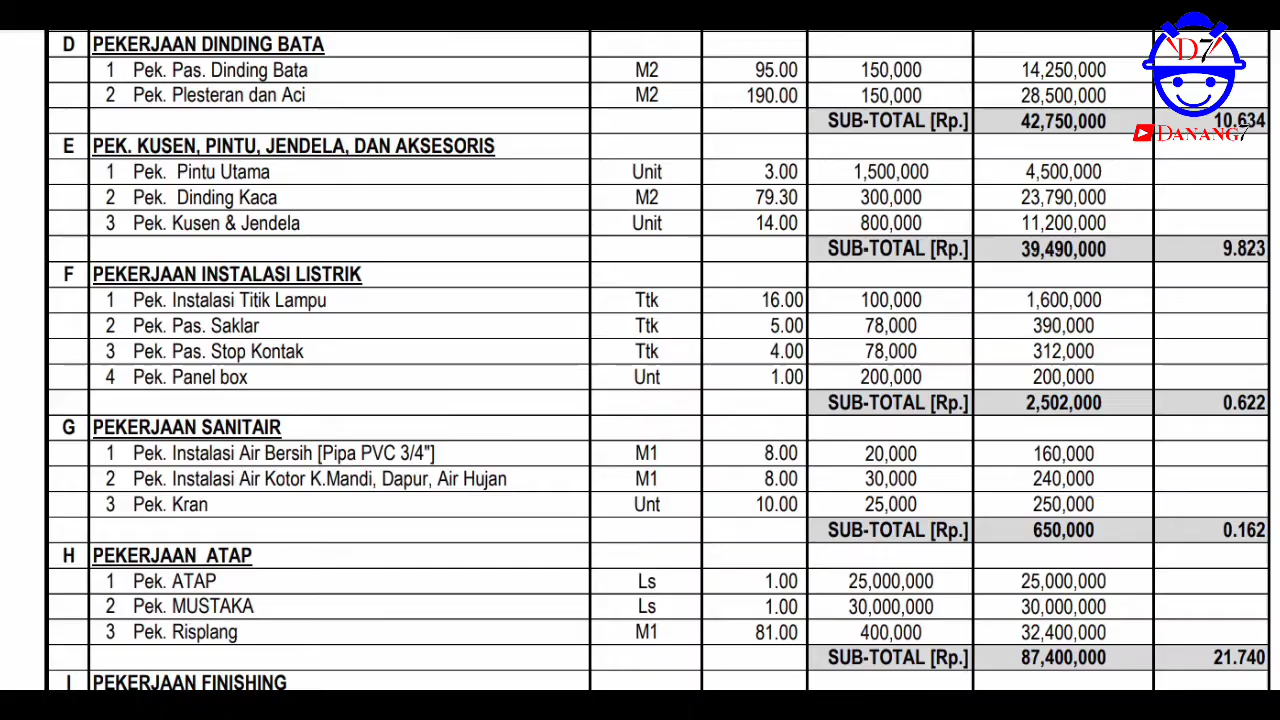 D PEKERJAAN DINDING BATA
1 Pek. Pas. Dinding Bata M2 95.00 150,000 14,250,000
2 Pek. Plesteran dan Aci M2 190.00 150,000 28,500,000
SUB-TOTAL [Rp.] 42,750,000 10.634
E PEK. KUSEN, PINTU, JENDELA, DAN AKSESORIS
1 Pek. Pintu Utama Unit 3.00 1,500,000 4,500,000
2 Pek. Dinding Kaca M2 79.30 300,000 23,790,000
3 Pek. Kusen & Jendela Unit 14.00 800,000 11,200,000
SUB-TOTAL [Rp.] 39,490,000 9.823
F PEKERJAAN INSTALASI LISTRIK
1 Pek. Instalasi Titik Lampu Ttk 16.00 100,000 1,600,000
2 Pek. Pas. Saklar Ttk 5.00 78,000 390,000
3 Pek. Pas. Stop Kontak Ttk 4.00 78,000 312,000
4 Pek. Panel box Unt 1.00 200,000 200,000
SUB-TOTAL [Rp.] 2,502,000 0.622
G PEKERJAAN SANITAIR
1 Pek. Instalasi Air Bersih [Pipa PVC 3/4"] M1 8.00 20,000 160,000
2 Pek. Instalasi Air Kotor K.Mandi, Dapur, Air Hujan M1 8.00 30,000 240,000
3 Pek. Kran Unt 10.00 25,000 250,000
SUB-TOTAL [Rp.] 650,000 0.162
H PEKERJAAN ATAP
1 Pek. ATAP Ls 1.00 25,000,000 25,000,000
2 Pek. MUSTAKA Ls 1.00 30,000,000 30,000,000
3 Pek. Risplang M1 81.00 400,000 32,400,000
SUB-TOTAL [Rp.] 87,400,000 21.740
I PEKERJAAN FINISHING
D7
DANANG7